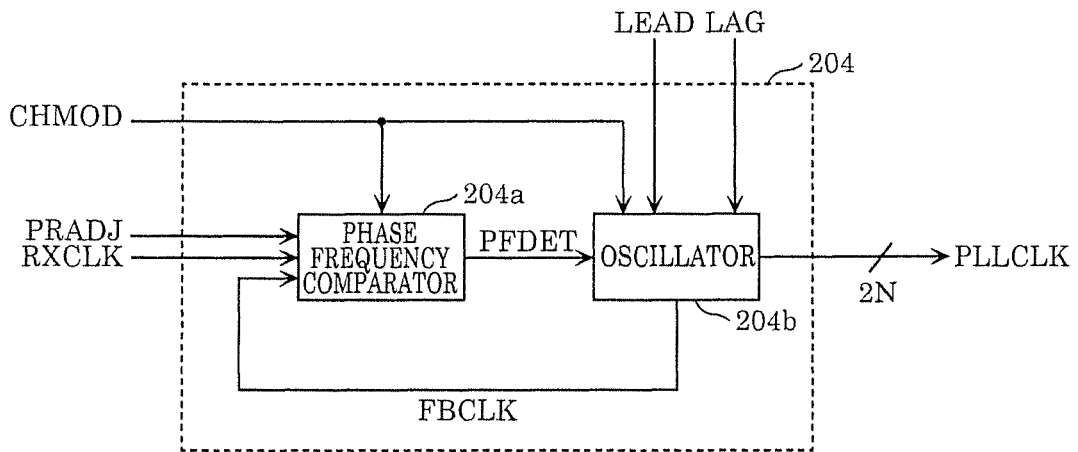 LEAD LAG
204
CHMOD
204a
PRADJ
RXCLK
PHASE
FREQUENCY
COMPARATOR
PFDET
OSCILLATOR
PLLCLK
2N
204b
FBCLK